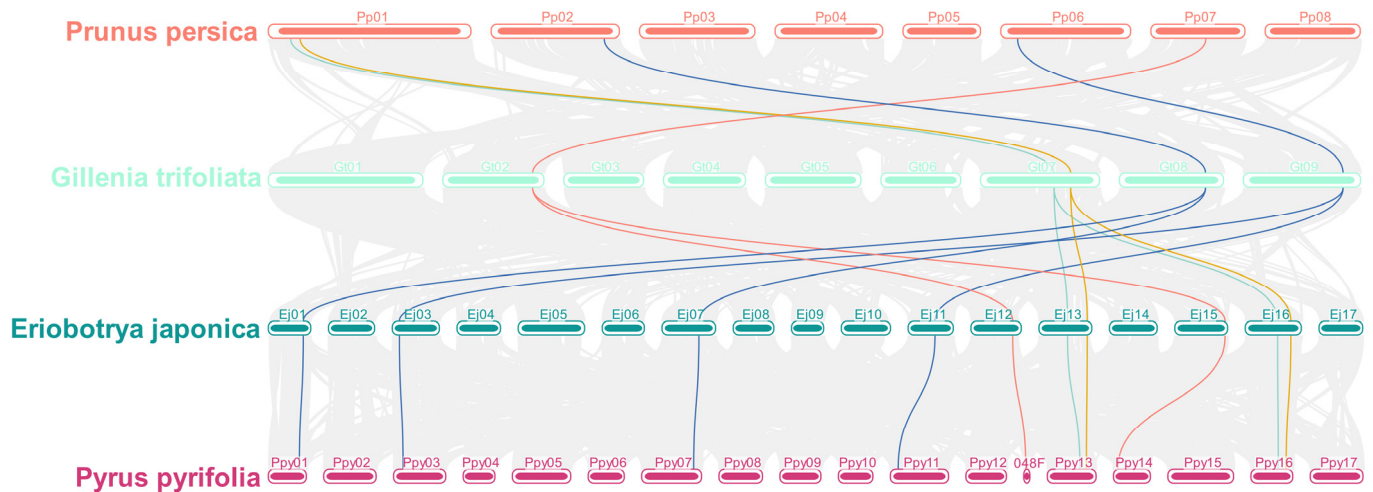 Prunus persica Pp01 Pp02 Pp03 Pp04 Pp05 Pp06 Pp07 Pp08
Gillenia trifoliata Gt01 Gt02 Gt03 Gt04 Gt05 Gt06 Gt07 Gt08 Gt09
Eriobotrya japonica Ej01 Ej02 Ej03 Ej04 Ej05 Ej06 Ej07 Ej08 Ej09 Ej10 Ej11 Ej12 Ej13 Ej14 Ej15 Ej16 Ej17
Pyrus pyrifolia Ppy01 Ppy02 Ppy03 Ppy04 Ppy05 Ppy06 Ppy07 Ppy08 Ppy09 Ppy10 Ppy11 Ppy12 048F Ppy13 Ppy14 Ppy15 Ppy16 Ppy17